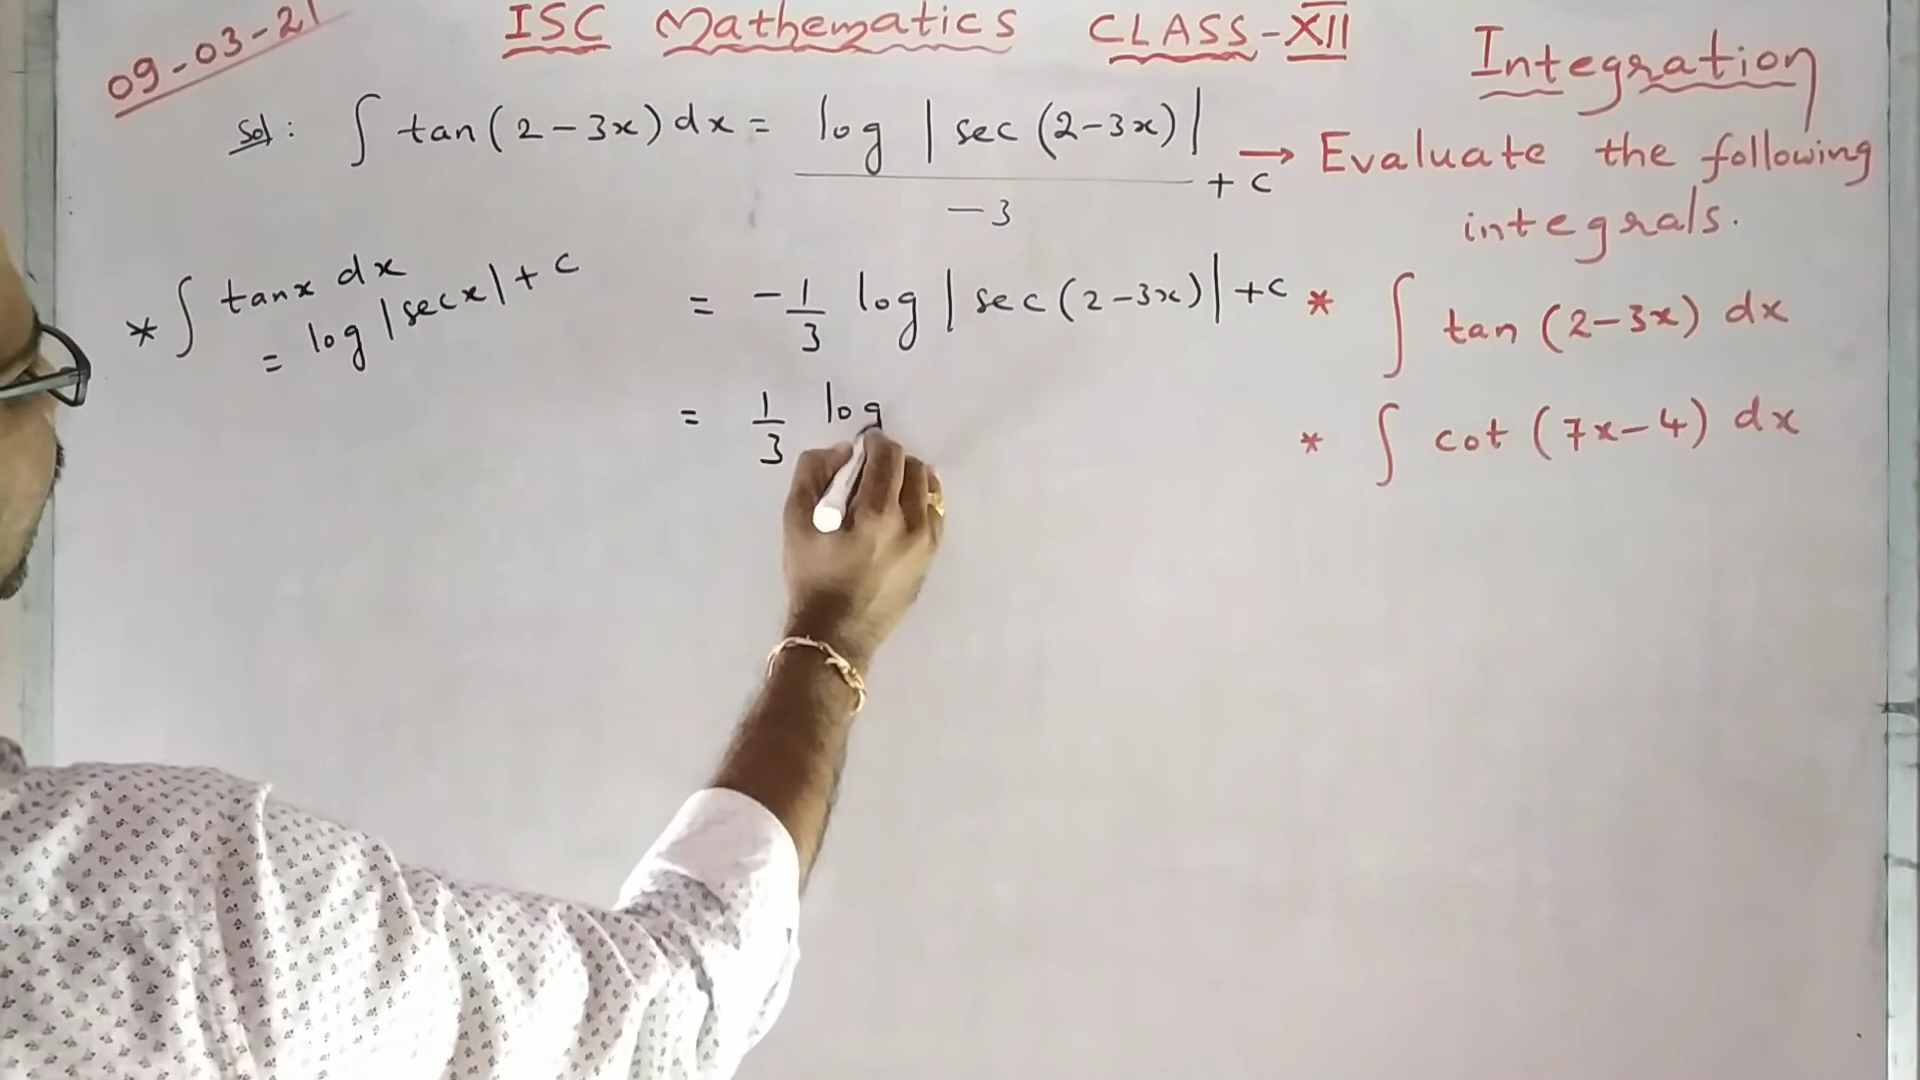 09-03-21
ISC Mathematics CLASS-XII
Integration
Sol: ∫ tan(2-3x)dx = log |sec(2-3x)| / -3 + c
→ Evaluate the following
integrals.
* ∫ tanx dx
= log |secx| + c
= -1/3 log |sec(2-3x)| + c
= 1/3 log
* ∫ tan (2-3x) dx
* ∫ cot (7x-4) dx